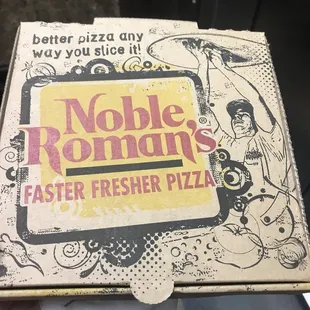 better pizza any
way you slice it!
Noble
Roman's
FASTER FRESHER PIZZA